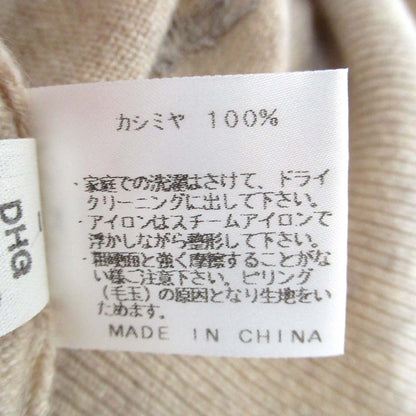 カシミヤ 100%
・家庭での洗濯はさけて、ドライ
クリーニングに出して下さい。
・アイロンはスチームアイロンで
浮かしながら整形して下さい。
・粗硬面と強く摩擦することがな
い様ご注意下さい。ピリング
(毛玉)の原因となり生地をい
ためます。
MADE IN CHINA
DHG